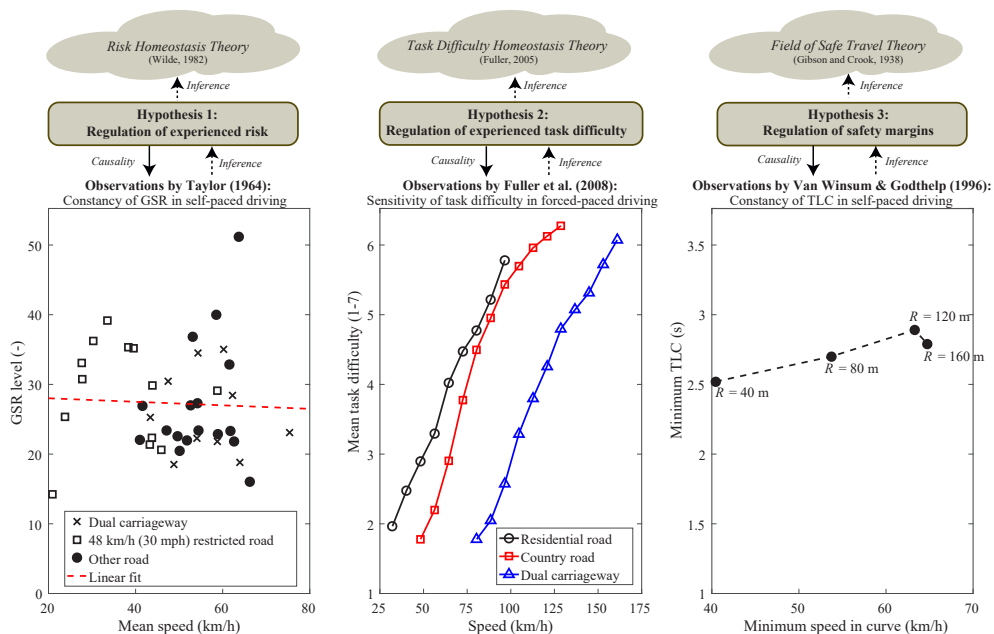 Risk Homeostasis Theory
(Wilde, 1982)
Inference
Hypothesis 1:
Regulation of experienced risk
Causality
Inference
Observations by Taylor (1964):
Constancy of GSR in self-paced driving
GSR level (-)
50
40
30
20
10
0
20
40
60
80
Mean speed (km/h)
Dual carriageway
48 km/h (30 mph) restricted road
Other road
Linear fit
Task Difficulty Homeostasis Theory
(Fuller, 2005)
Inference
Hypothesis 2:
Regulation of experienced task difficulty
Causality
Inference
Observations by Fuller et al. (2008):
Sensitivity of task difficulty in forced-paced driving
Mean task difficulty (1-7)
6
5
4
3
2
1
25
50
75
100
125
150
175
Speed (km/h)
Residential road
Country road
Dual carriageway
Field of Safe Travel Theory
(Gibson and Crook, 1938)
Inference
Hypothesis 3:
Regulation of safety margins
Causality
Inference
Observations by Van Winsum & Godthelp (1996):
Constancy of TLC in self-paced driving
Minimum TLC (s)
3.5
3
2.5
2
1.5
1
40
50
60
70
Minimum speed in curve (km/h)
R = 120 m
R = 160 m
R = 80 m
R = 40 m